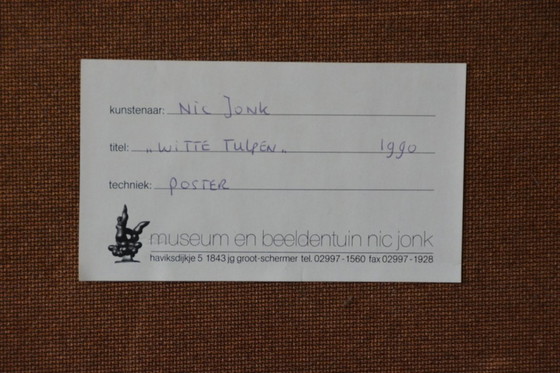 kunstenaar: Nic Jonk
titel: „WITTE TULPEN„ 1990
techniek: POSTER
museum en beeldentuin nic jonk
haviksdijkje 5 1843 jg groot-schermer tel. 02997-1560 fax 02997-1928